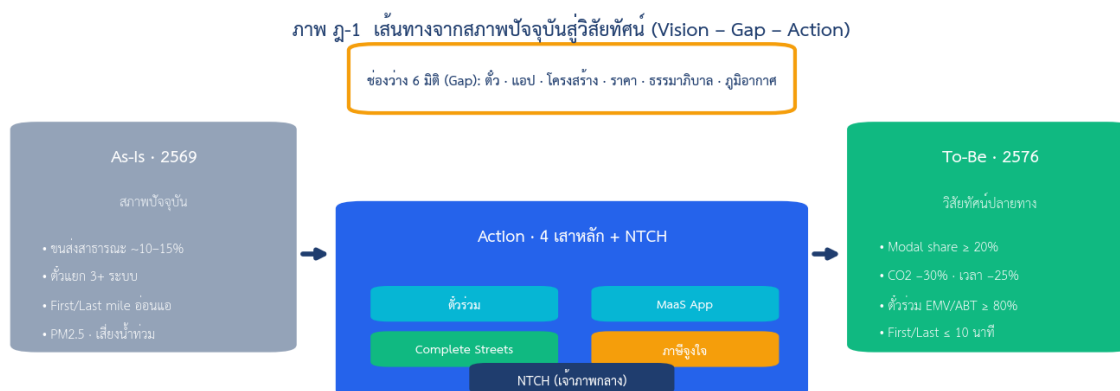 ภาพ ฎ-1 เส้นทางจากสภาพปัจจุบันสู่วิสัยทัศน์ (Vision – Gap – Action)
ช่องว่าง 6 มิติ (Gap): ตั๋ว · แอป · โครงสร้าง · ราคา · ธรรมาภิบาล · ภูมิอากาศ
As-Is · 2569
สภาพปัจจุบัน
• ขนส่งสาธารณะ ~10–15%
• ตั๋วแยก 3+ ระบบ
• First/Last mile อ่อนแอ
• PM2.5 · เสี่ยงน้ำท่วม
Action · 4 เสาหลัก + NTCH
ตั๋วร่วม
MaaS App
Complete Streets
ภาษีจูงใจ
NTCH (เจ้าภาพกลาง)
To-Be · 2576
วิสัยทัศน์ปลายทาง
• Modal share ≥ 20%
• CO2 –30% · เวลา –25%
• ตั๋วร่วม EMV/ABT ≥ 80%
• First/Last ≤ 10 นาที